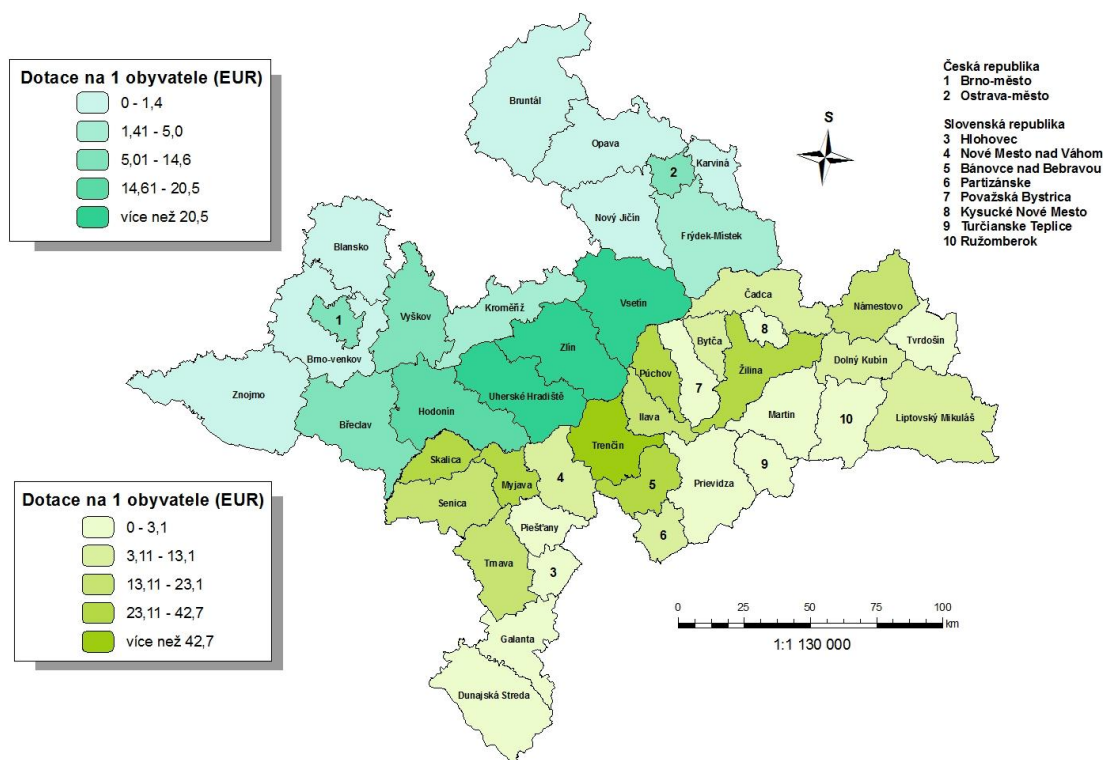 Dotace na 1 obyvatele (EUR)
0 - 1,4
1,41 - 5,0
5,01 - 14,6
14,61 - 20,5
více než 20,5
Česká republika
1 Brno-město
2 Ostrava-město
Slovenská republika
3 Hlohovec
4 Nové Mesto nad Váhom
5 Bánovce nad Bebravou
6 Partizánske
7 Považská Bystrica
8 Kysucké Nové Mesto
9 Turčianske Teplice
10 Ružomberok
S
Bruntál
Opava
Karviná
2
Nový Jičín
Frýdek-Místek
Blansko
Vyškov
Kroměříž
Vsetín
1
Brno-venkov
Zlín
Znojmo
Břeclav
Hodonín
Uherské Hradiště
Čadca
Námestovo
8
Tvrdošín
Bytča
Žilina
Dolný Kubín
Púchov
7
Ilava
Martin
10
Liptovský Mikuláš
Trenčín
Skalica
Myjava
4
5
Prievidza
9
Senica
Piešťany
6
Trnava
3
Galanta
Dunajská Streda
Dotace na 1 obyvatele (EUR)
0 - 3,1
3,11 - 13,1
13,11 - 23,1
23,11 - 42,7
více než 42,7
0 25 50 75 100
km
1:1 130 000